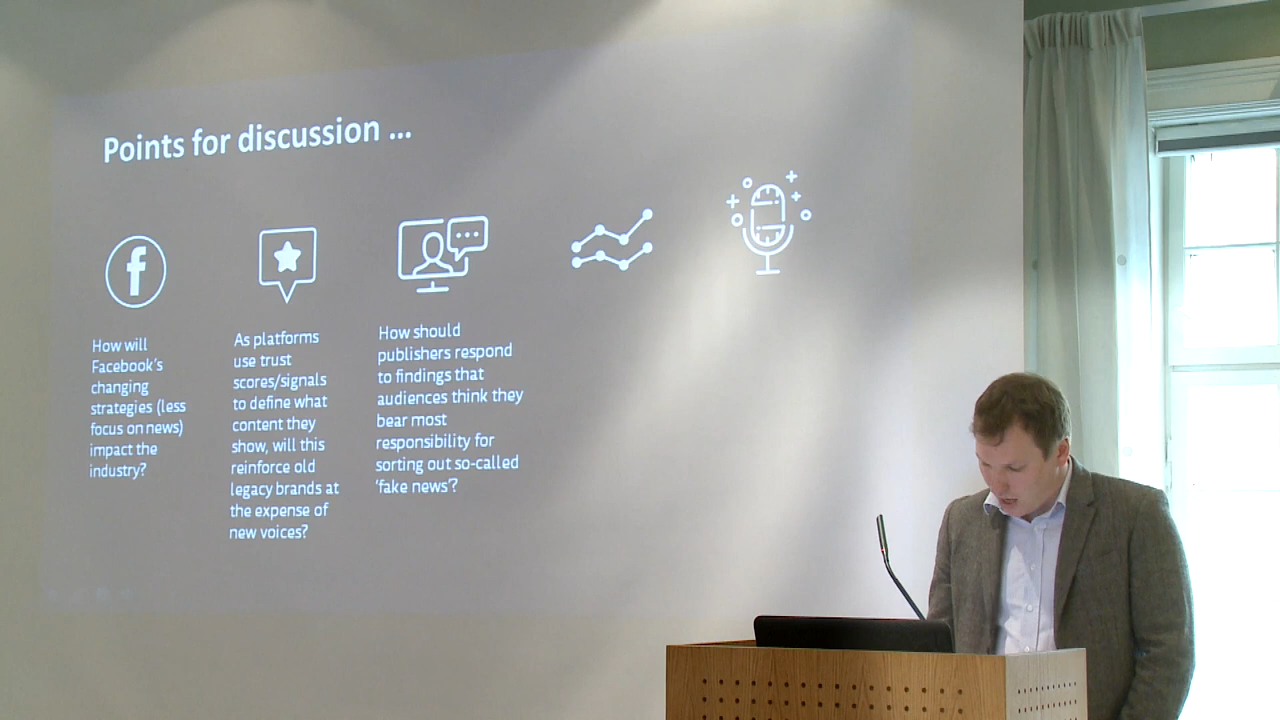 Points for discussion ...
f
How will
Facebook's
changing
strategies (less
focus on news)
impact the
industry?
As platforms
use trust
scores/signals
to define what
content they
show, will this
reinforce old
legacy brands at
the expense of
new voices?
How should
publishers respond
to findings that
audiences think they
bear most
responsibility for
sorting out so-called
'fake news'?